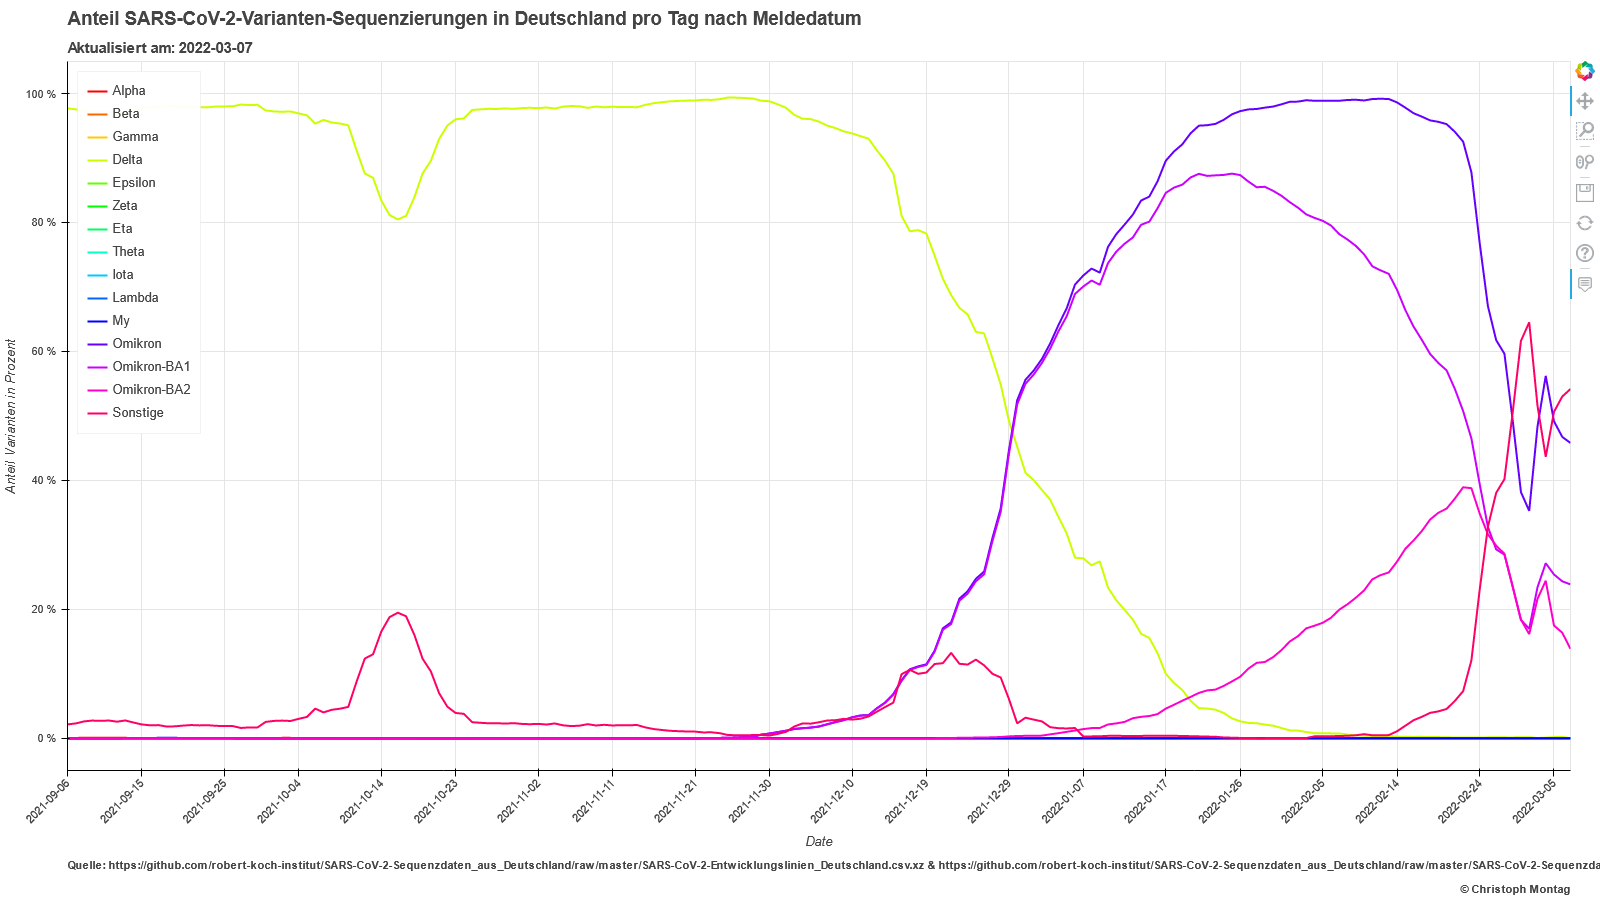 Anteil SARS-CoV-2-Varianten-Sequenzierungen in Deutschland pro Tag nach Meldedatum
Aktualisiert am: 2022-03-07
100 %
80 %
60 %
40 %
20 %
0 %
Anteil Varianten in Prozent
Alpha
Beta
Gamma
Delta
Epsilon
Zeta
Eta
Theta
Iota
Lambda
My
Omikron
Omikron-BA1
Omikron-BA2
Sonstige
2021-09-06
2021-09-15
2021-09-25
2021-10-04
2021-10-14
2021-10-23
2021-11-02
2021-11-11
2021-11-21
2021-11-30
2021-12-10
2021-12-19
2021-12-29
2022-01-07
2022-01-17
2022-01-26
2022-02-05
2022-02-14
2022-02-24
2022-03-05
Date
Quelle: https://github.com/robert-koch-institut/SARS-CoV-2-Sequenzdaten_aus_Deutschland/raw/master/SARS-CoV-2-Entwicklungslinien_Deutschland.csv.xz & https://github.com/robert-koch-institut/SARS-CoV-2-Sequenzdaten_aus_Deutschland/raw/master/SARS-CoV-2-Sequenzda
© Christoph Montag